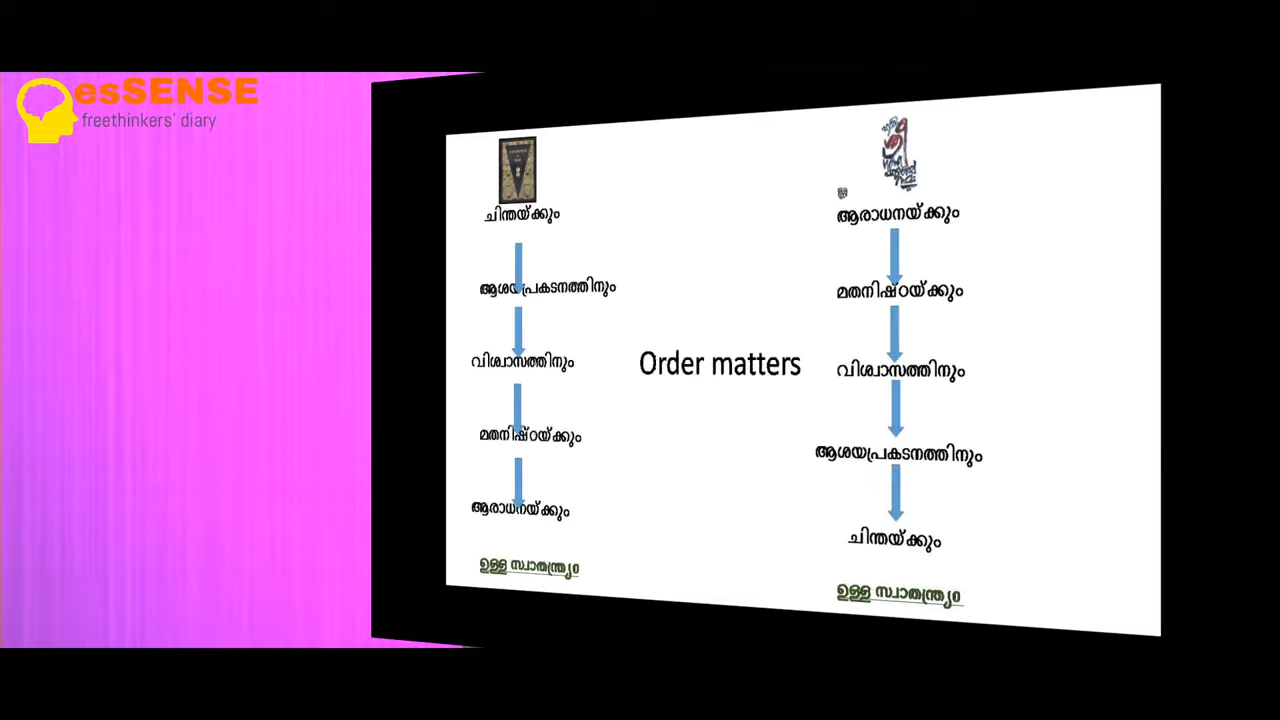 esSENSE
freethinkers' diary
ചിന്തയ്ക്കും
ആശയപ്രകടനത്തിനും
വിശ്വാസത്തിനും
മതനിഷ്ഠയ്ക്കും
ആരാധനയ്ക്കും
ഉള്ള സ്വാതന്ത്ര്യം
Order matters
ആരാധനയ്ക്കും
മതനിഷ്ഠയ്ക്കും
വിശ്വാസത്തിനും
ആശയപ്രകടനത്തിനും
ചിന്തയ്ക്കും
ഉള്ള സ്വാതന്ത്ര്യം